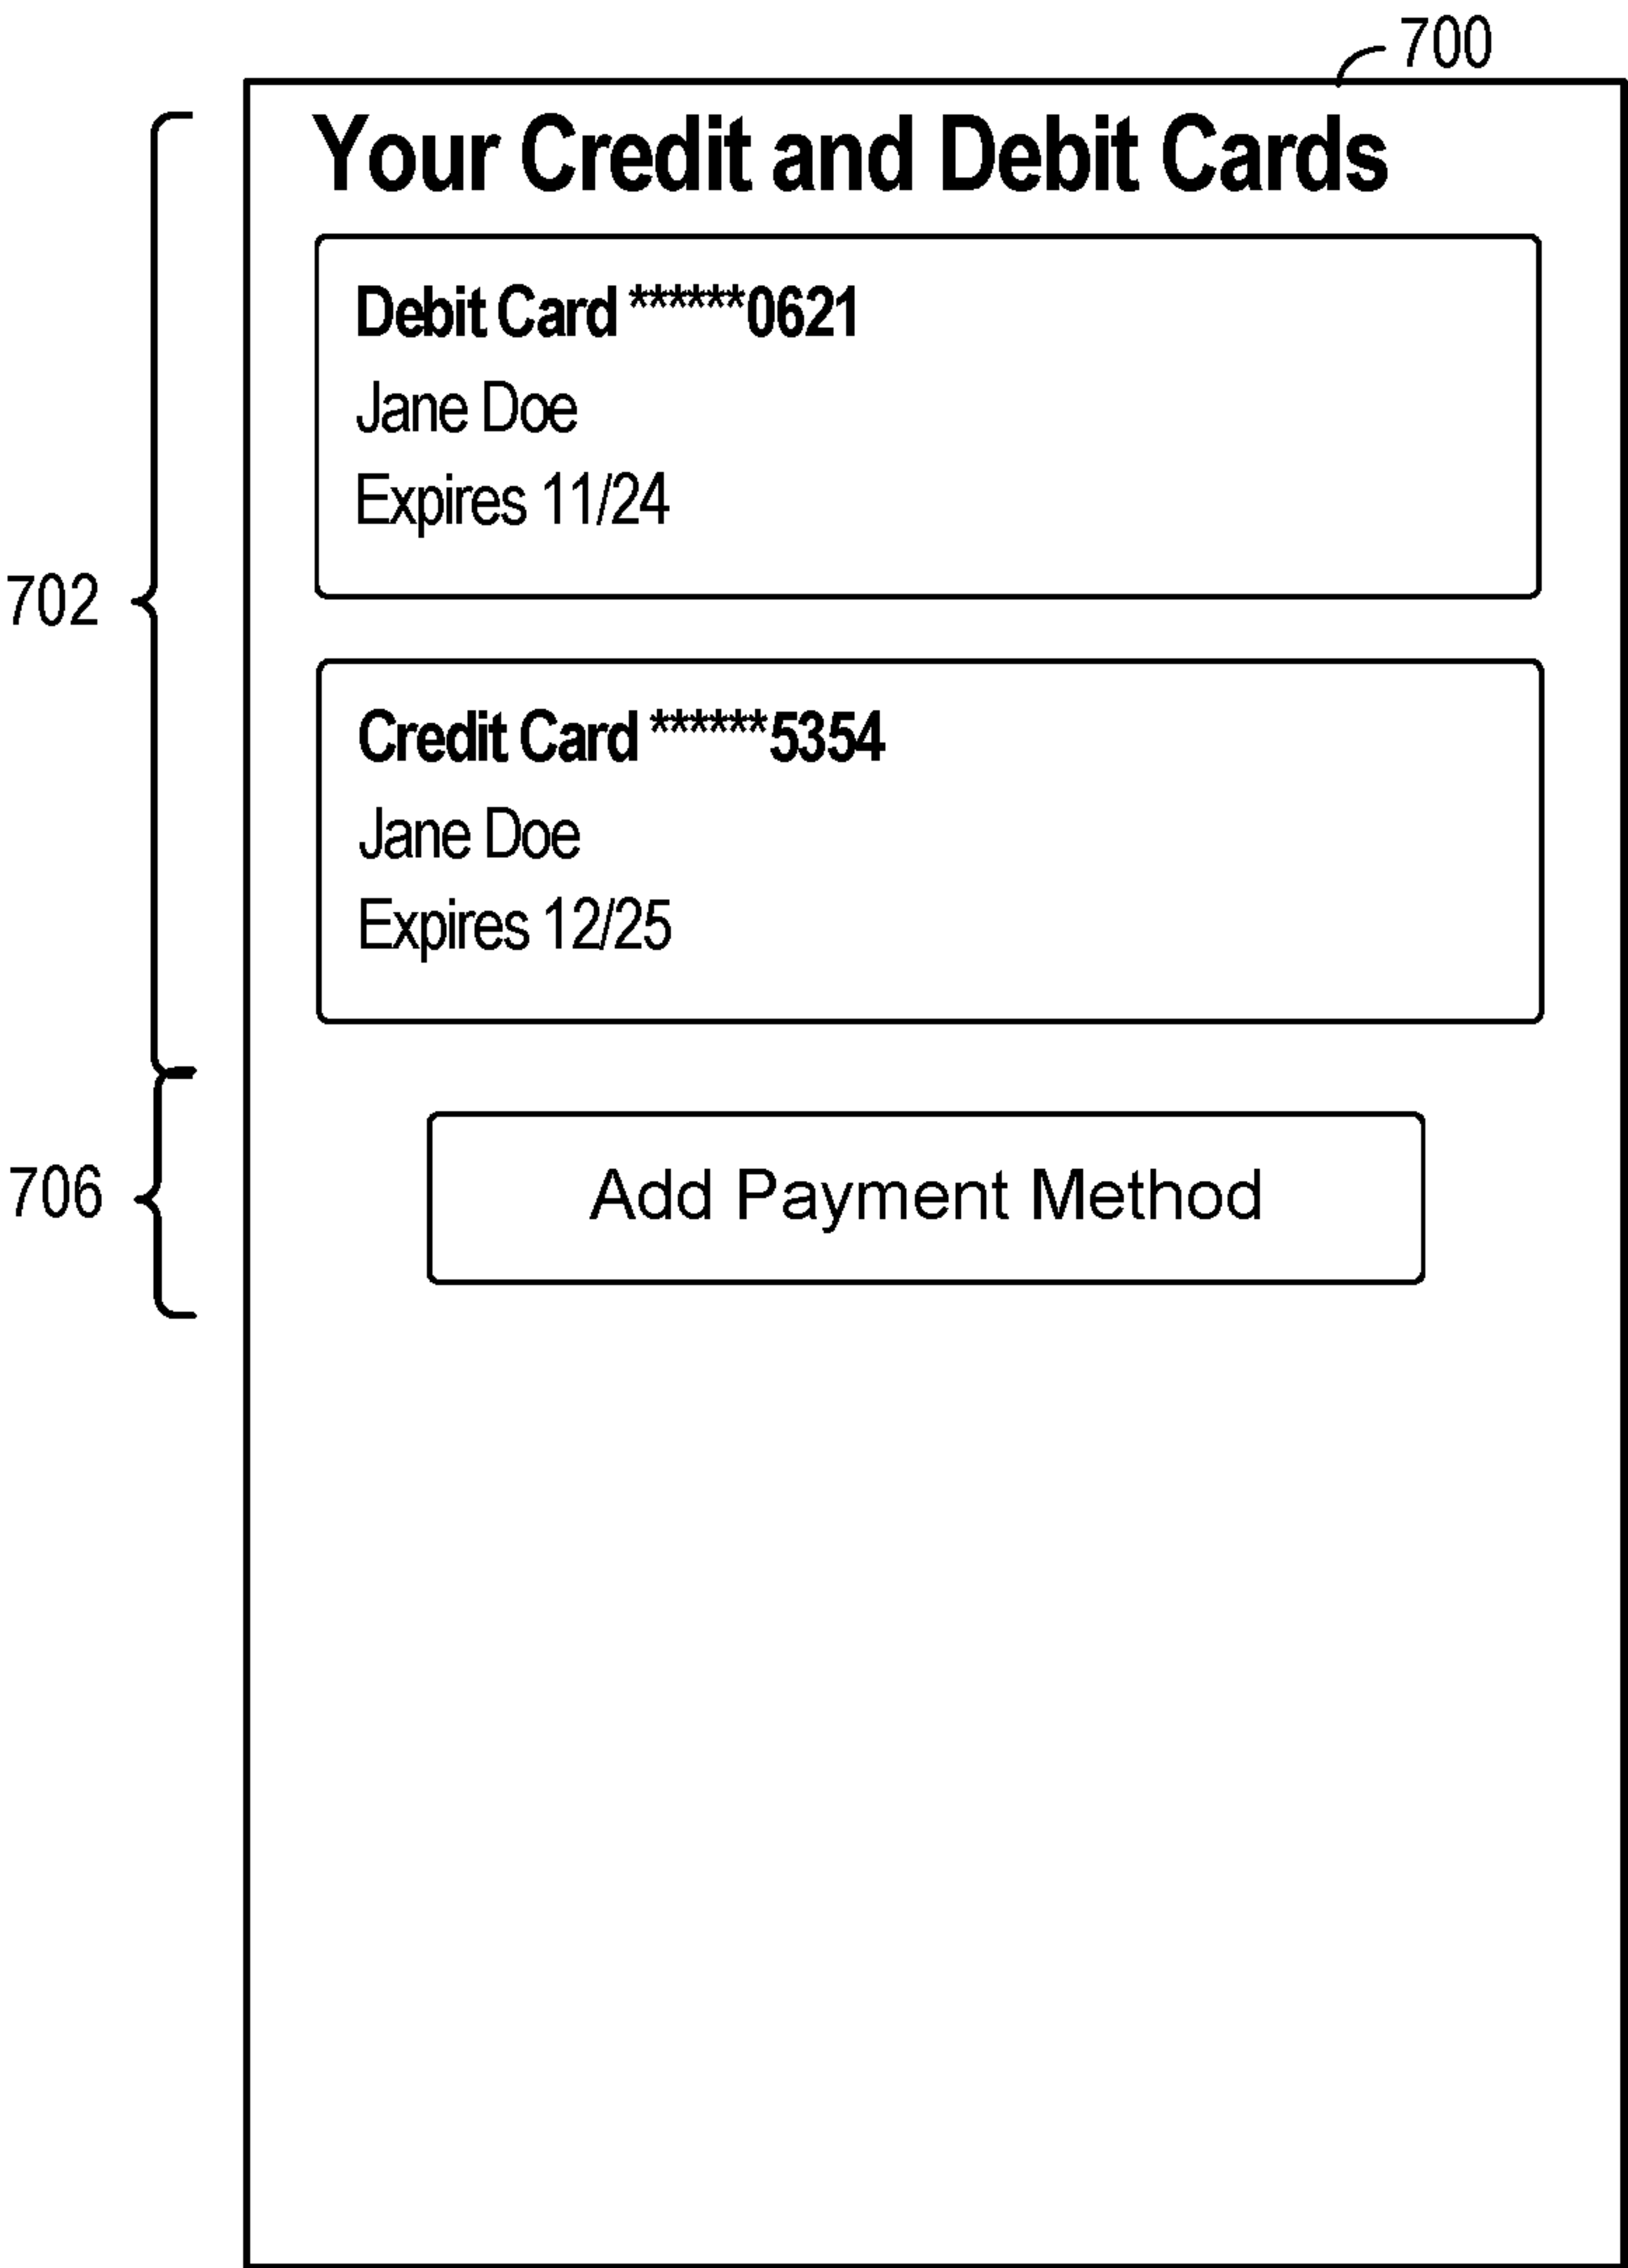 700
Your Credit and Debit Cards
Debit Card ******0621
Jane Doe
Expires 11/24
702
Credit Card ******5354
Jane Doe
Expires 12/25
706
Add Payment Method